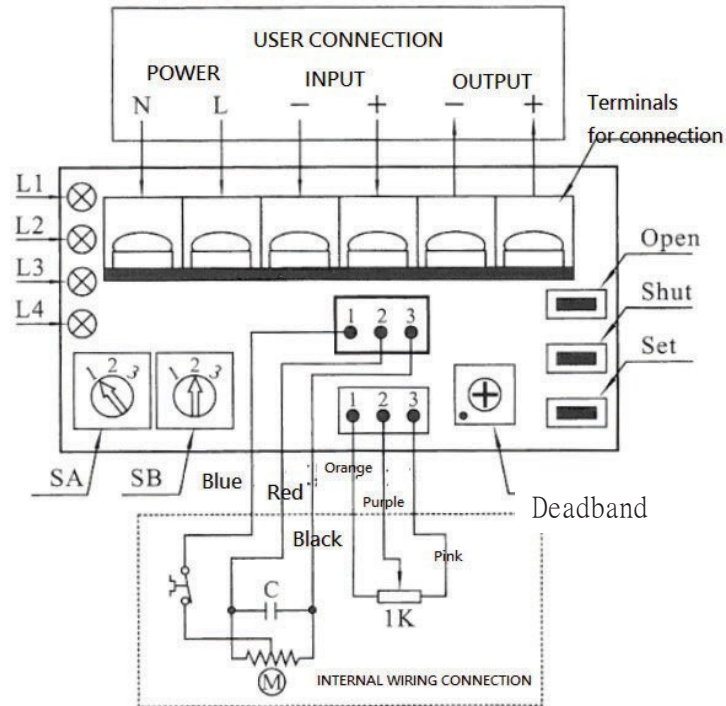 USER CONNECTION
POWER INPUT OUTPUT
N L − + − +
Terminals
for connection
L1
L2
L3
L4
Open
Shut
Set
1 2 3
1 2 3
1 2 3
1 2 3
SA SB
Blue
Red
Orange
Purple
Black
Pink
Deadband
C
1K
M
INTERNAL WIRING CONNECTION